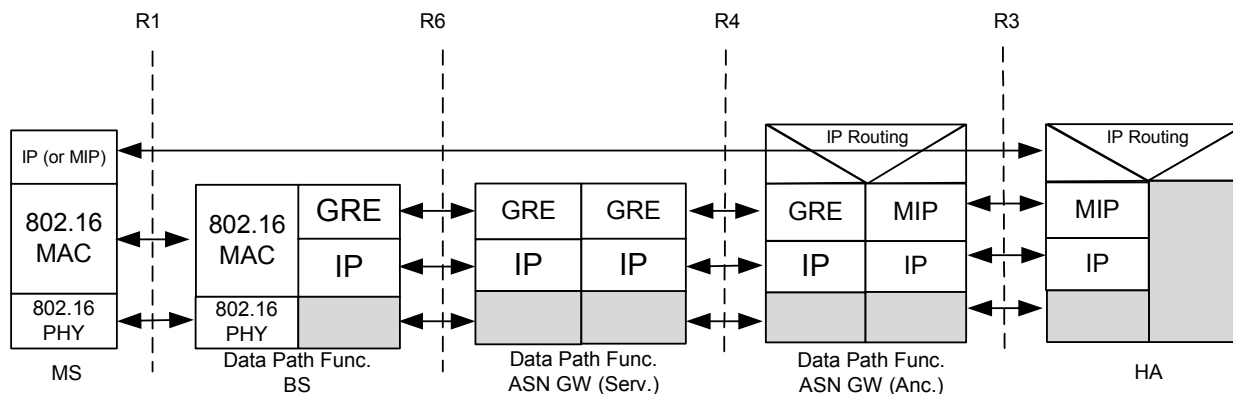 R1
R6
R4
R3
IP (or MIP)
IP Routing
IP Routing
802.16
MAC
802.16
MAC
GRE
GRE
GRE
GRE
MIP
MIP
IP
IP
IP
IP
IP
IP
802.16
PHY
802.16
PHY
MS
Data Path Func.
BS
Data Path Func.
ASN GW (Serv.)
Data Path Func.
ASN GW (Anc.)
HA